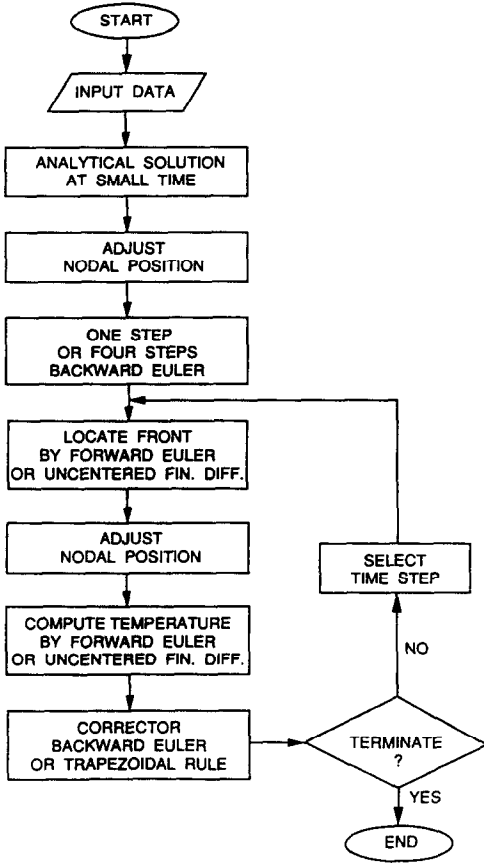 START
INPUT DATA
ANALYTICAL SOLUTION
AT SMALL TIME
ADJUST
NODAL POSITION
ONE STEP
OR FOUR STEPS
BACKWARD EULER
LOCATE FRONT
BY FORWARD EULER
OR UNCENTERED FIN. DIFF.
ADJUST
NODAL POSITION
COMPUTE TEMPERATURE
BY FORWARD EULER
OR UNCENTERED FIN. DIFF.
CORRECTOR
BACKWARD EULER
OR TRAPEZOIDAL RULE
SELECT
TIME STEP
NO
TERMINATE
?
YES
END